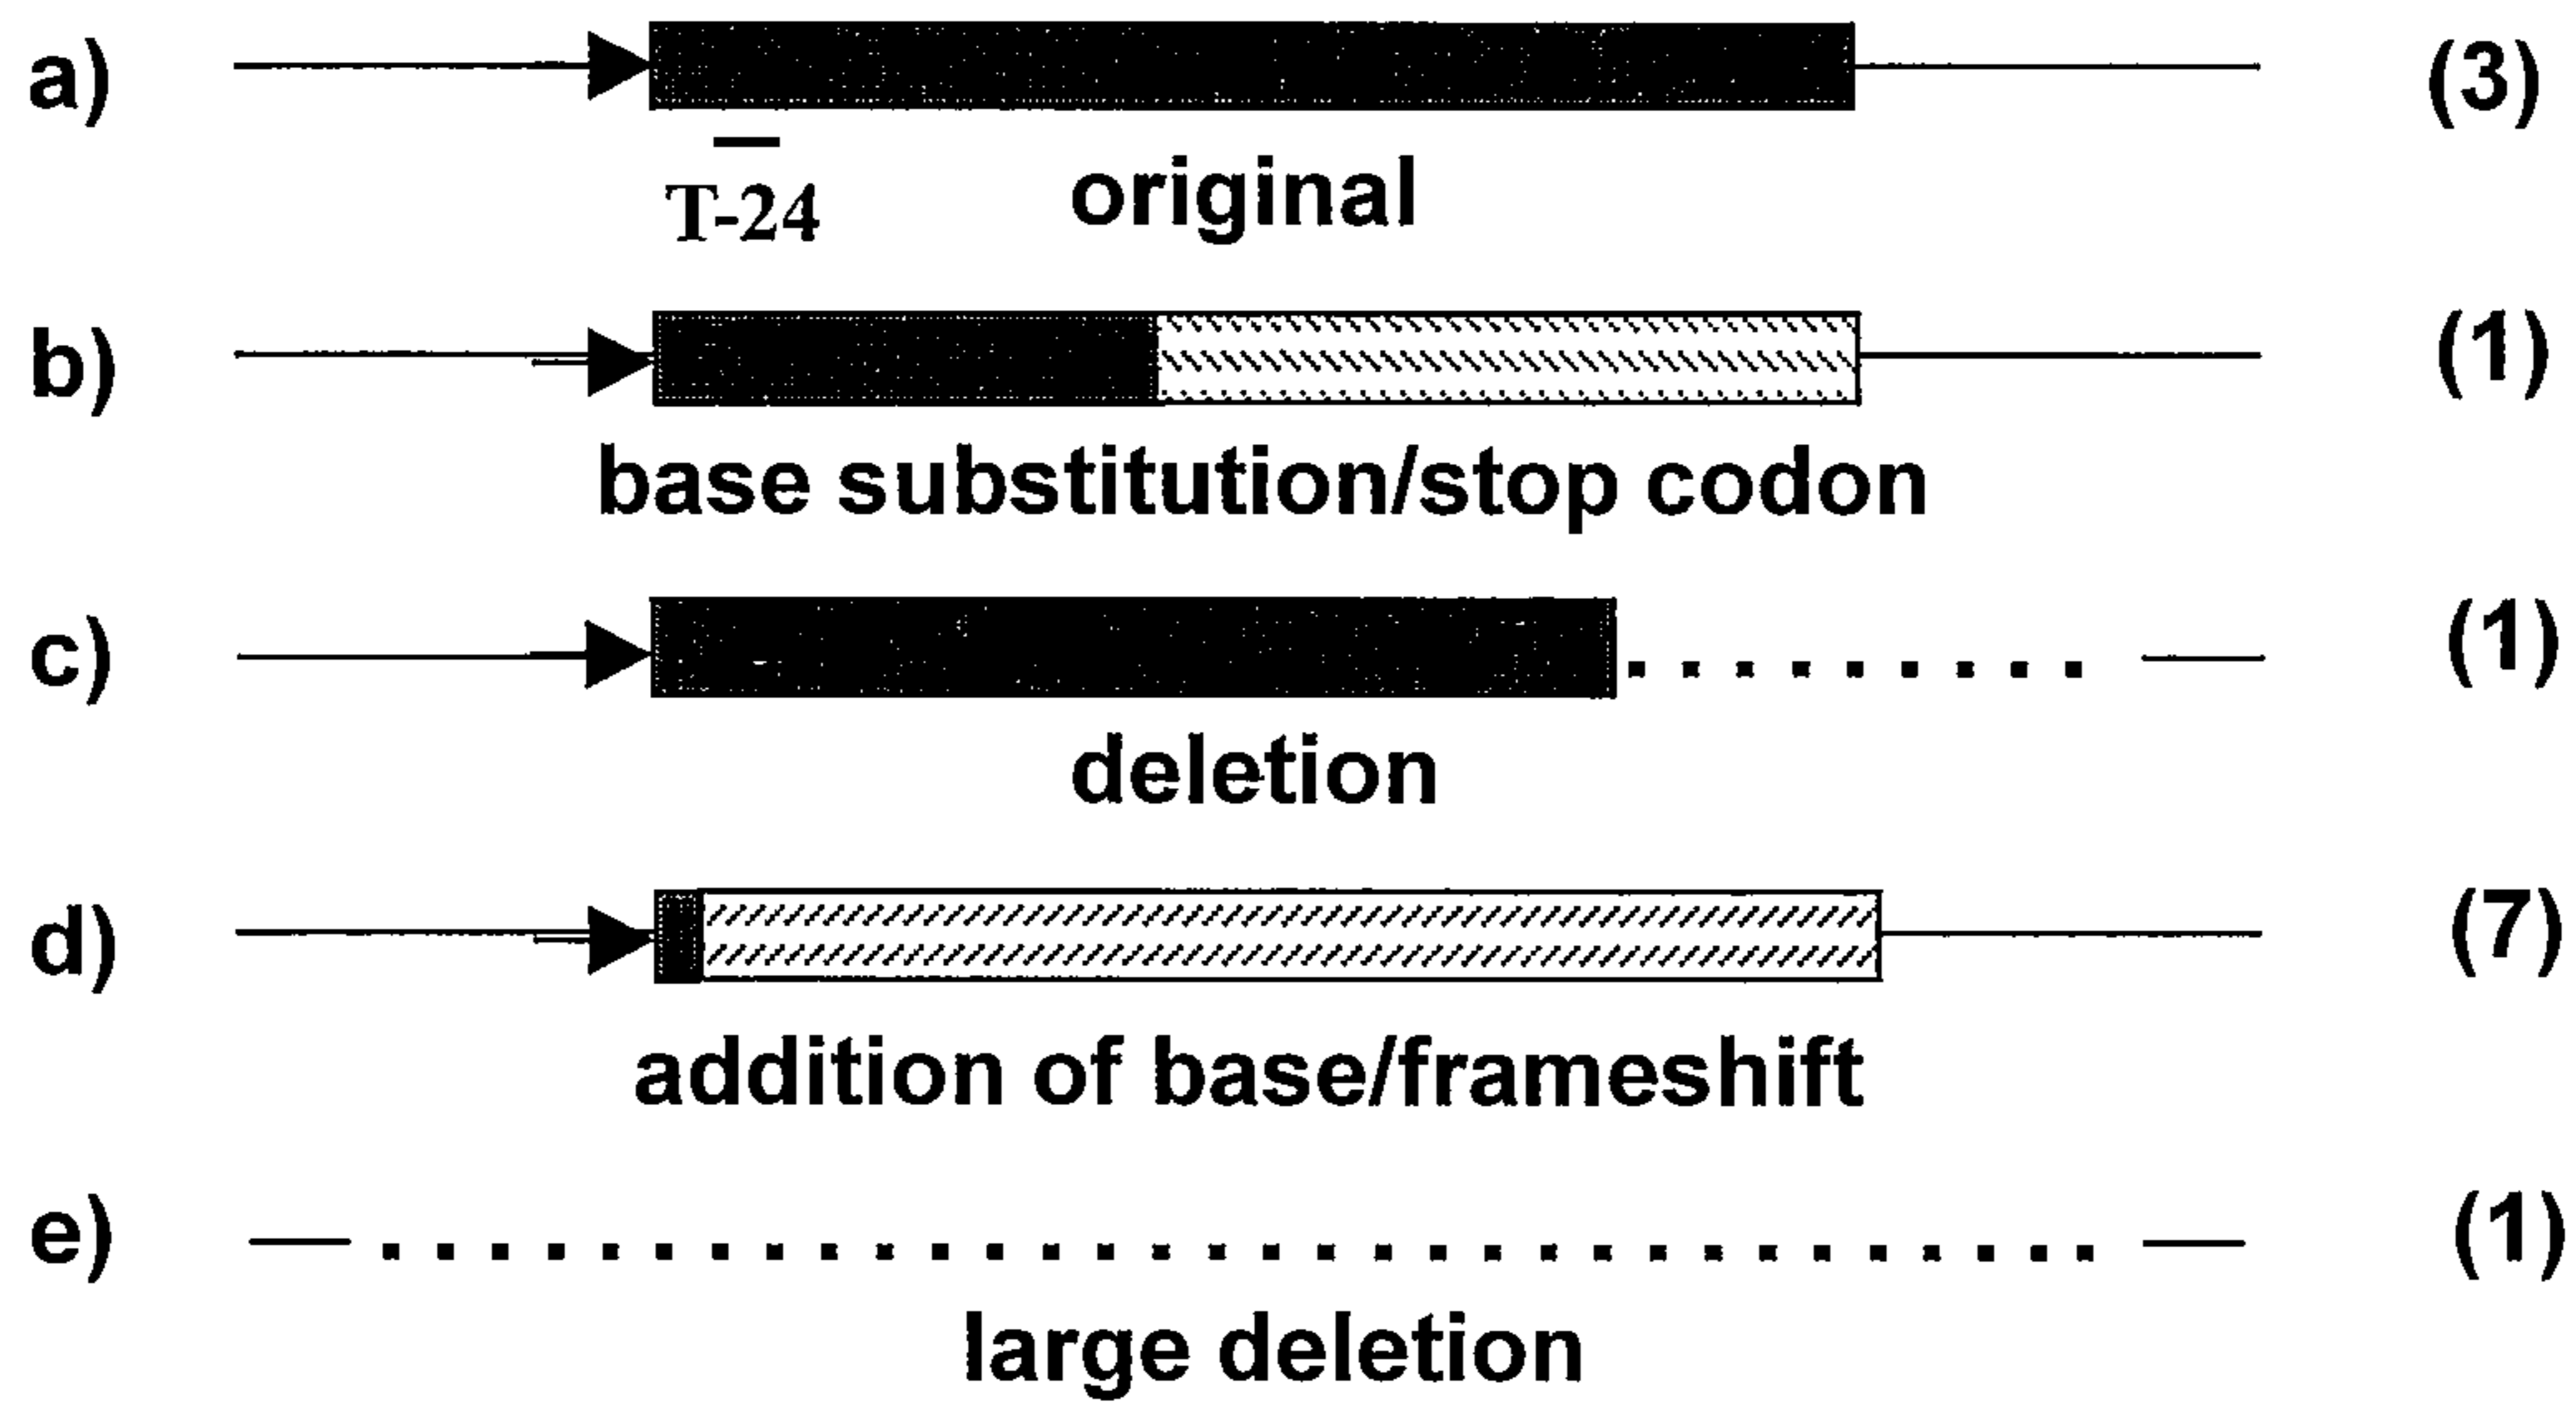 a) (3)
T-24 original
b) (1)
base substitution/stop codon
c) (1)
deletion
d) (7)
addition of base/frameshift
e) (1)
large deletion